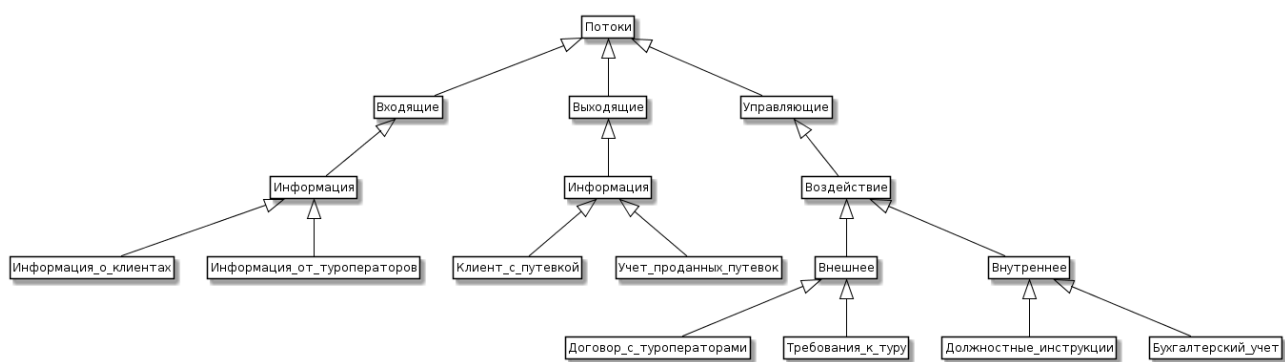 Потоки
Входящие
Выходящие
Управляющие
Информация
Информация
Воздействие
Информация_о_клиентах
Информация_от_туроператоров
Клиент_с_путевкой
Учет_проданных_путевок
Внешнее
Внутреннее
Договор_с_туроператорами
Требования_к_туру
Должностные_инструкции
Бухгалтерский_учет